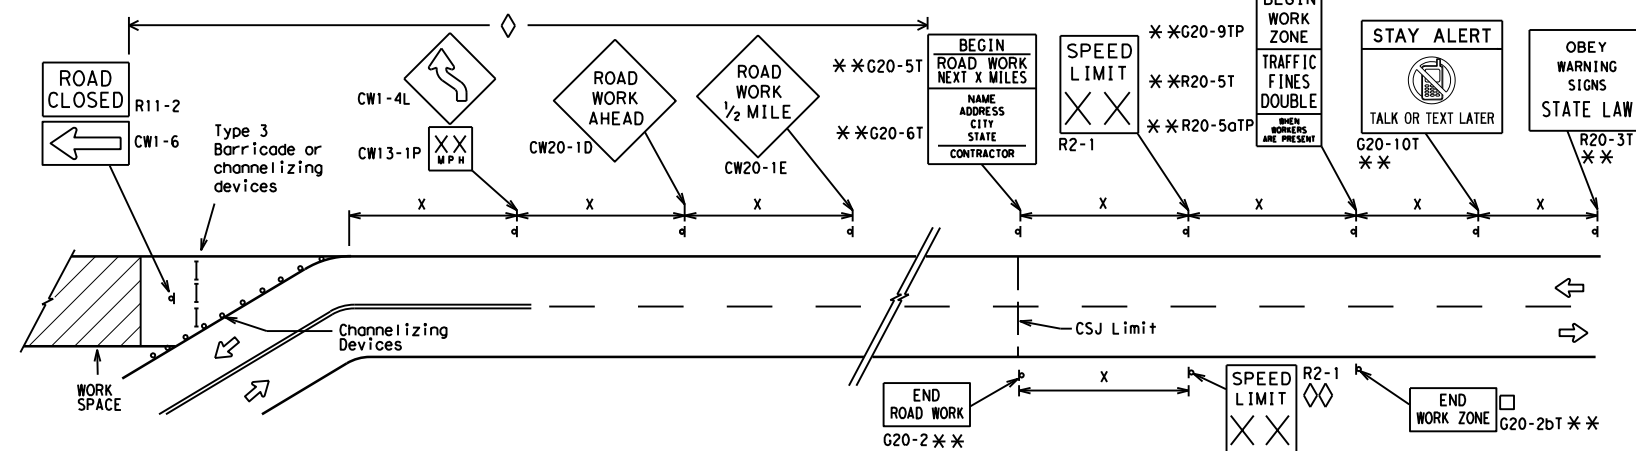 ROAD
CLOSED
R11-2
CW1-6
Type 3
Barricade or
channelizing
devices
CW1-4L
XX
MPH
CW13-1P
ROAD
WORK
AHEAD
CW20-1D
ROAD
WORK
1/2 MILE
CW20-1E
**G20-5T
**G20-6T
BEGIN
ROAD WORK
NEXT X MILES
NAME
ADDRESS
CITY
STATE
CONTRACTOR
SPEED
LIMIT
XX
R2-1
**G20-9TP
**R20-5T
**R20-5aTP
BEGIN
WORK
ZONE
TRAFFIC
FINES
DOUBLE
WHEN
WORKERS
ARE PRESENT
STAY ALERT
TALK OR TEXT LATER
G20-10T
**
OBEY
WARNING
SIGNS
STATE LAW
R20-3T
**
X
X
X
X
X
X
X
Channelizing
Devices
WORK
SPACE
CSJ Limit
END
ROAD WORK
G20-2**
X
SPEED
LIMIT
XX
R2-1
END
WORK ZONE
G20-2bT**